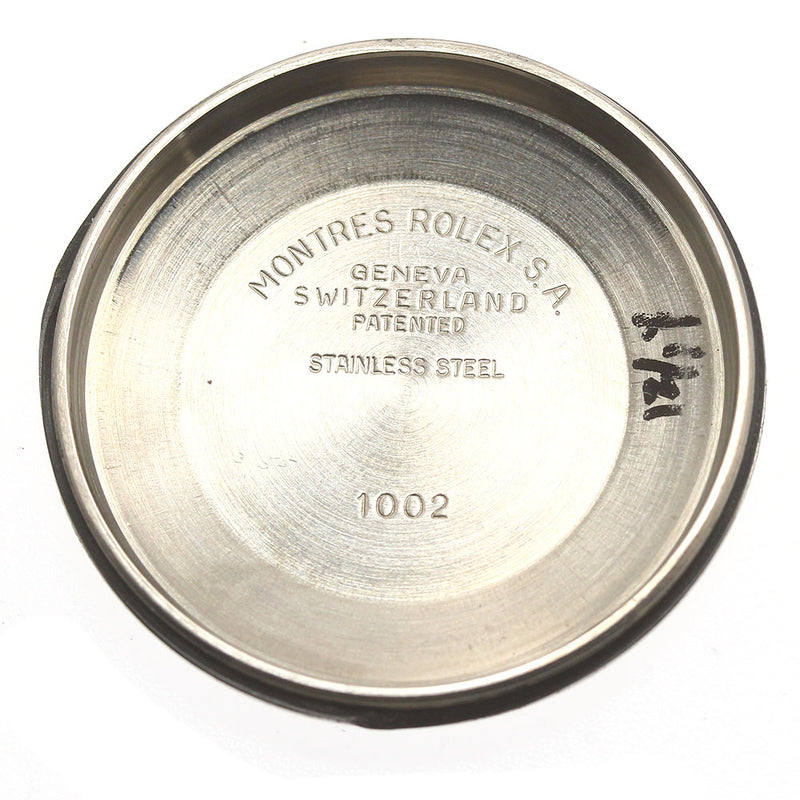 MONTRES ROLEX S.A.
GENEVA
SWITZERLAND
PATENTED
STAINLESS STEEL
1002